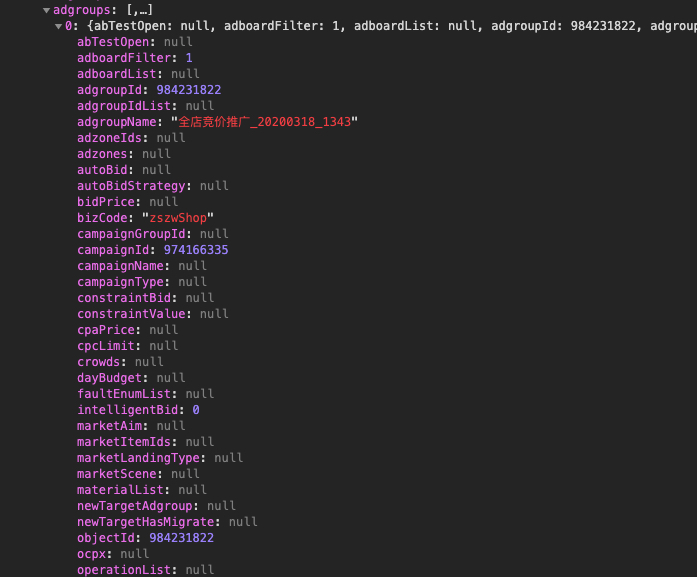 adgroups: [,…]
0: {abTestOpen: null, adboardFilter: 1, adboardList: null, adgroupId: 984231822, adgroup
abTestOpen: null
adboardFilter: 1
adboardList: null
adgroupId: 984231822
adgroupIdList: null
adgroupName: "全店竞价推广_20200318_1343"
adzoneIds: null
adzones: null
autoBid: null
autoBidStrategy: null
bidPrice: null
bizCode: "zszwShop"
campaignGroupId: null
campaignId: 974166335
campaignName: null
campaignType: null
constraintBid: null
constraintValue: null
cpaPrice: null
cpcLimit: null
crowds: null
dayBudget: null
faultEnumList: null
intelligentBid: 0
marketAim: null
marketItemIds: null
marketLandingType: null
marketScene: null
materialList: null
newTargetAdgroup: null
newTargetHasMigrate: null
objectId: 984231822
ocpx: null
operationList: null